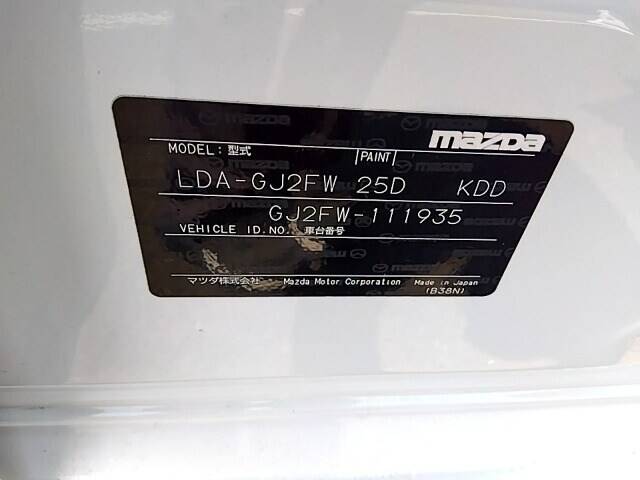 mazda
MODEL: 型式 PAINT
LDA-GJ2FW 25D KDD
GJ2FW-111935
VEHICLE ID.NO. 車台番号
マツダ株式会社 Mazda Motor Corporation Made in Japan
(B38N)